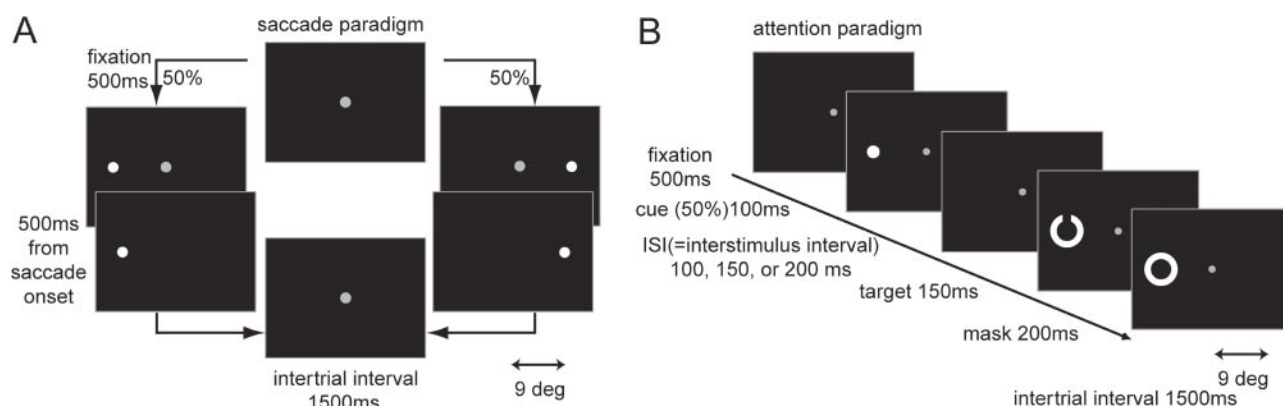 A
saccade paradigm
fixation
500ms
50%
50%
500ms
from
saccade
onset
intertrial interval
1500ms
9 deg
B
attention paradigm
fixation
500ms
cue (50%)100ms
ISI(=interstimulus interval)
100, 150, or 200 ms
target 150ms
mask 200ms
9 deg
intertrial interval 1500ms